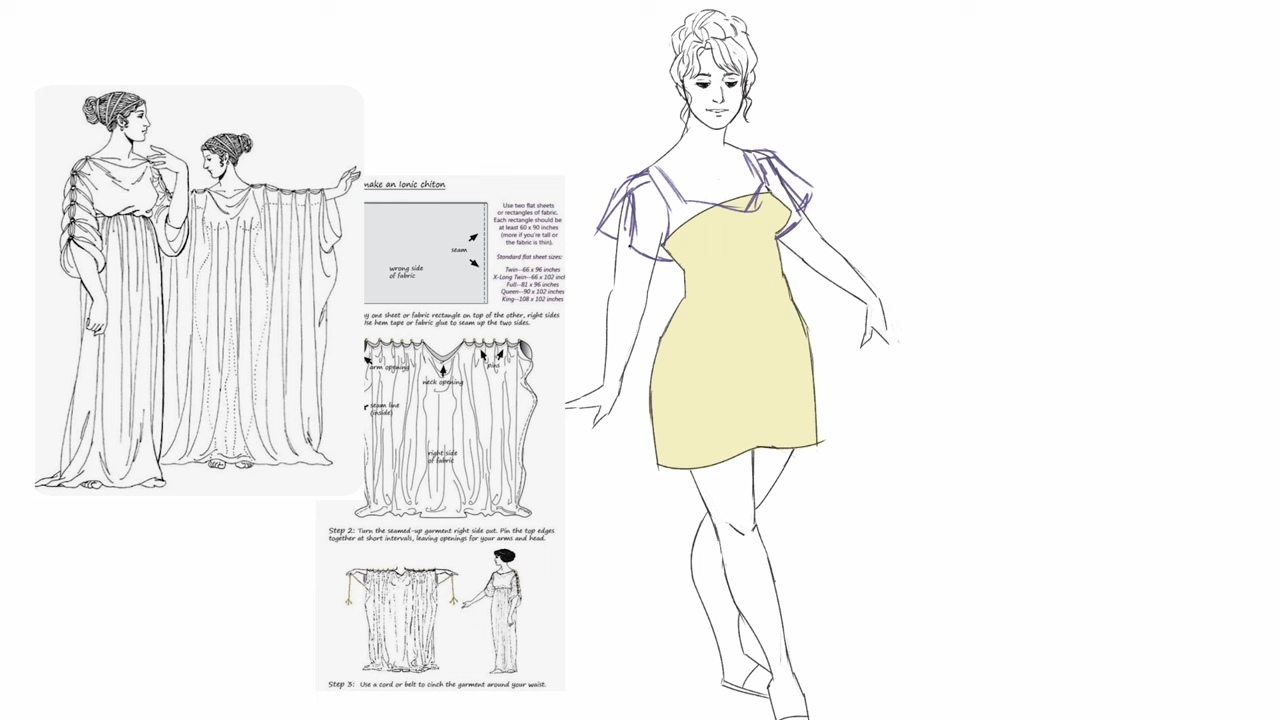 make an Ionic chiton
Use two flat sheets
or rectangles of fabric.
Each rectangle should be
at least 60 x 90 inches
(more if you're tall or
the fabric is thin).
seam
wrong side
of fabric
Standard flat sheet sizes:
Twin--66 x 96 inches
X-Long Twin--66 x 102 incl
Full--81 x 96 inches
Queen--90 x 102 inches
King--108 x 102 inches
one sheet or fabric rectangle on top of the other, right sides
Use hem tape or fabric glue to seam up the two sides.
arm opening
pins
neck opening
seam line
(inside)
right side
of fabric
Step 2: Turn the seamed-up garment right side out. Pin the top edges
together at short intervals, leaving openings for your arms and head.
Step 3: Use a cord or belt to cinch the garment around your waist.